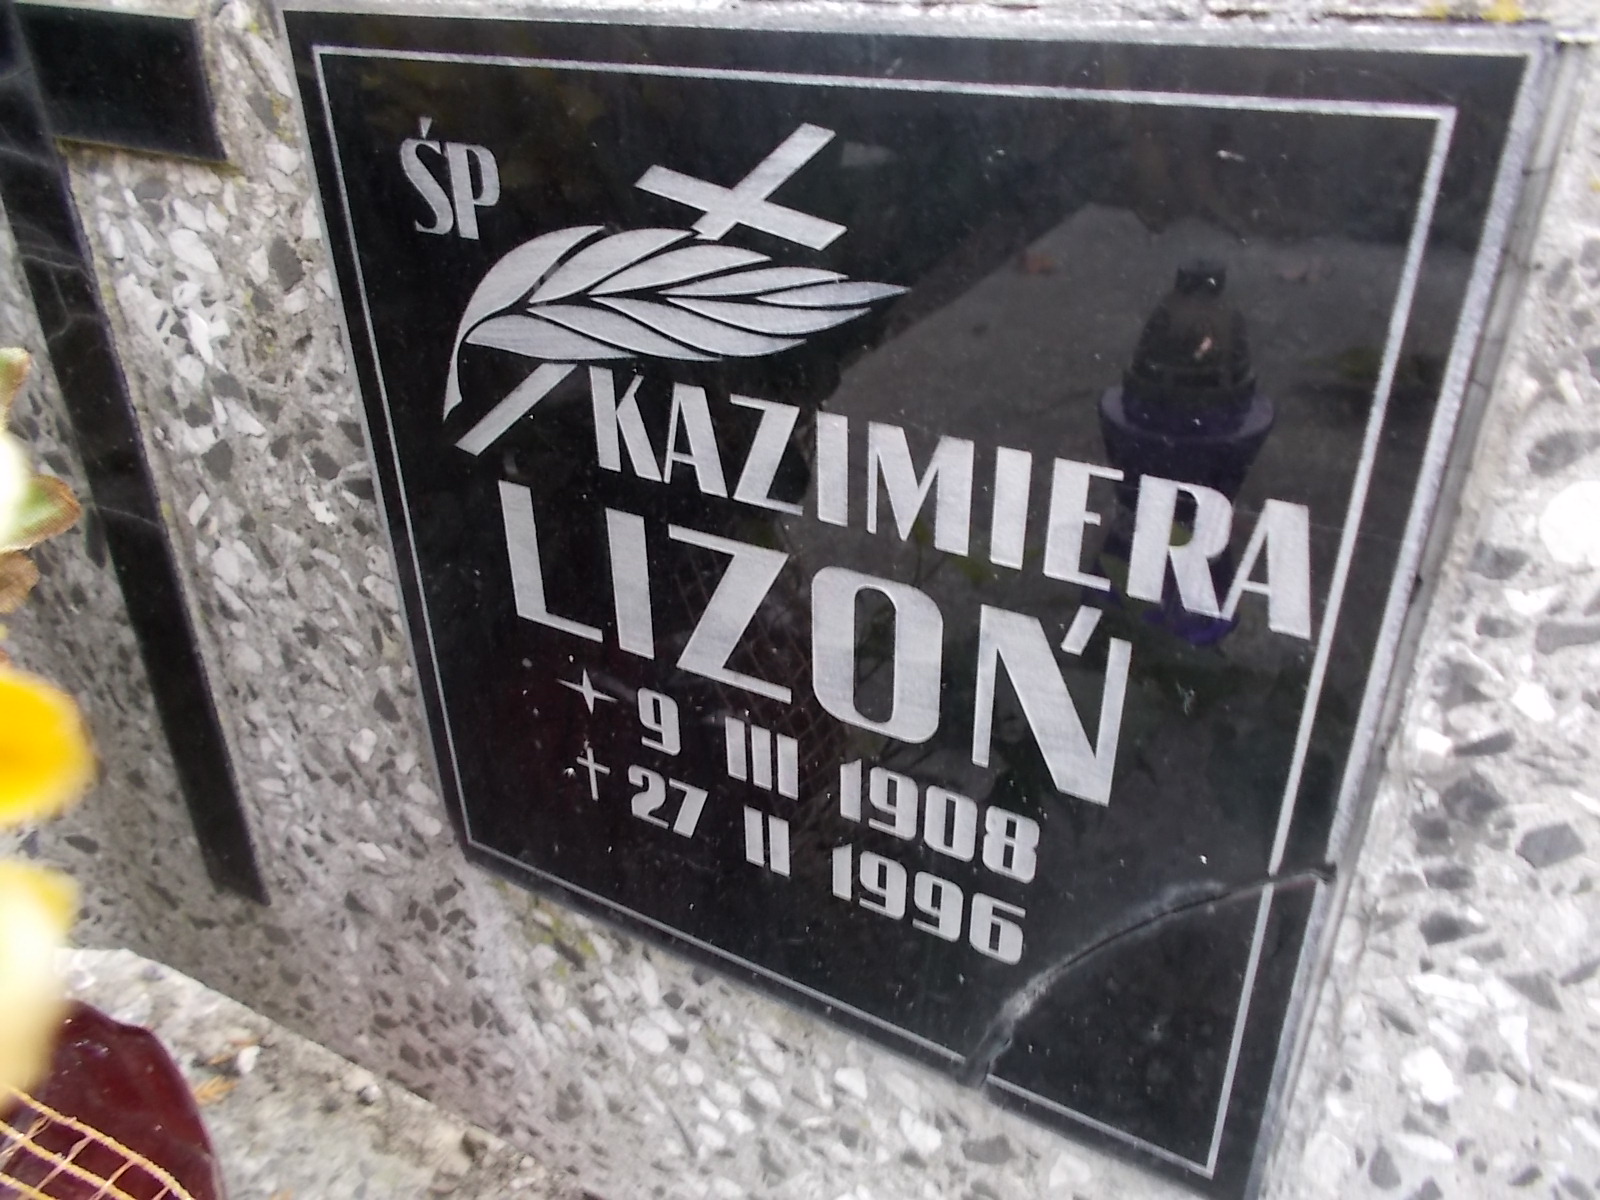 ŚP
KAZIMIERA
LIZOŃ
9 III 1908
27 II 1996